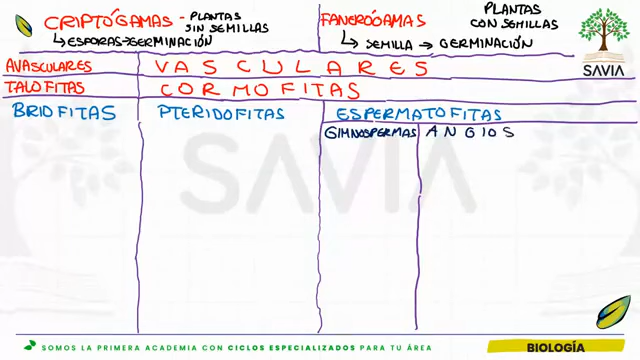 CRIPTÓGAMAS - PLANTAS SIN SEMILLAS
ESPORAS→GERMINACIÓN
FANERÓGAMAS
PLANTAS CON SEMILLAS
SEMILLA → GERMINACIÓN
SAVIA
AVASCULARES VASCULARES
TALOFITAS CORMOFITAS
BRIOFITAS PTERIDOFITAS ESPERMATOFITAS
GIMNOSPERMAS ANGIOS
SAVIA
SOMOS LA PRIMERA ACADEMIA CON CICLOS ESPECIALIZADOS PARA TU ÁREA
BIOLOGÍA